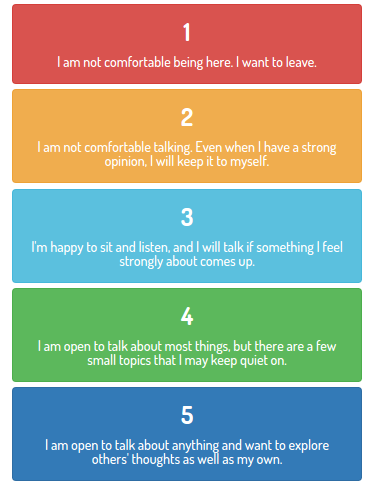 1
I am not comfortable being here. I want to leave.
2
I am not comfortable talking. Even when I have a strong
opinion, I will keep it to myself.
3
I'm happy to sit and listen, and I will talk if something I feel
strongly about comes up.
4
I am open to talk about most things, but there are a few
small topics that I may keep quiet on.
5
I am open to talk about anything and want to explore
others' thoughts as well as my own.